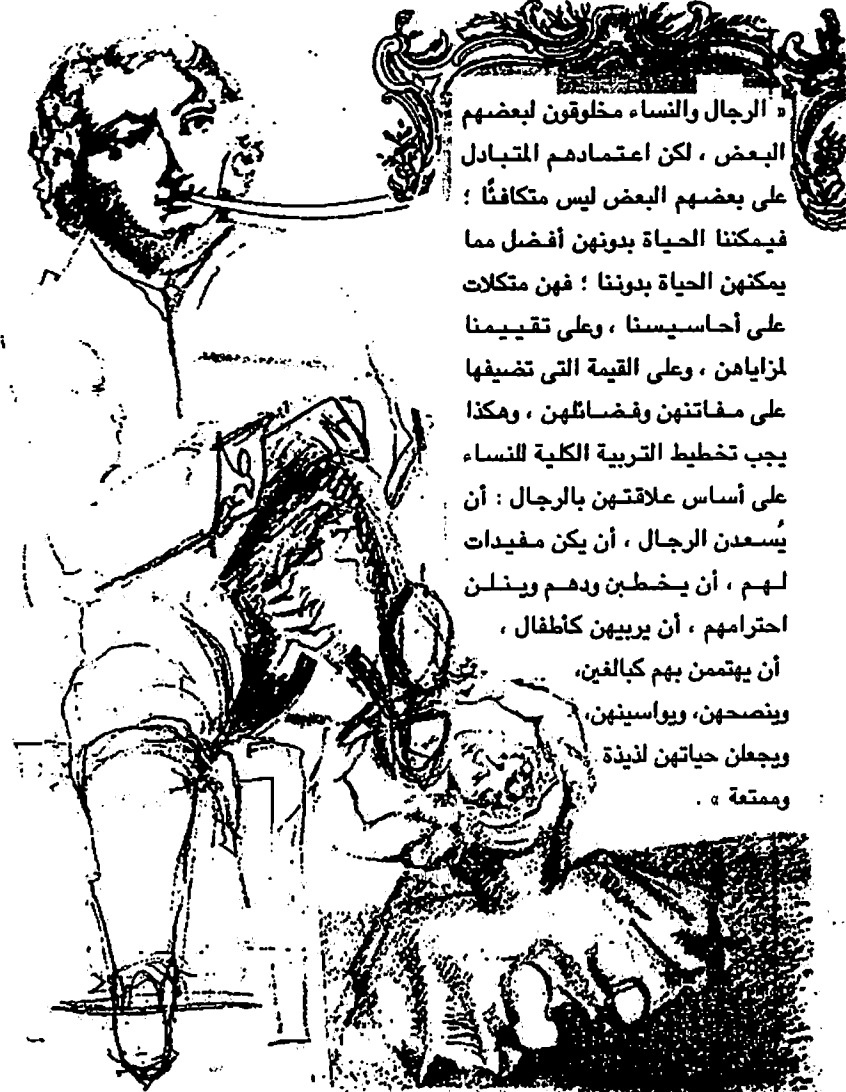 « الرجال والنساء مخلوقون لبعضهم
البعض ، لكن اعتمادهم المتبادل
على بعضهم البعض ليس متكافئًا ؛
فيمكننا الحياة بدونهن أفضل مما
يمكنهن الحياة بدوننا ؛ فهن متكلات
على أحاسيسنا ، وعلى تقييمنا
لمزاياهن ، وعلى القيمة التى تضيفها
على مفاتنهن وفضائلهن ، وهكذا
يجب تخطيط التربية الكلية للنساء
على أساس علاقتهن بالرجال : أن
يُسعدن الرجال ، أن يكن مفيدات
لهم ، أن يخطبن ودهم وينلن
احترامهم ، أن يربيهن كأطفال ،
أن يهتممن بهم كبالغين،
وينصحهن، ويواسينهن،
ويجعلن حياتهن لذيذة
وممتعة » .